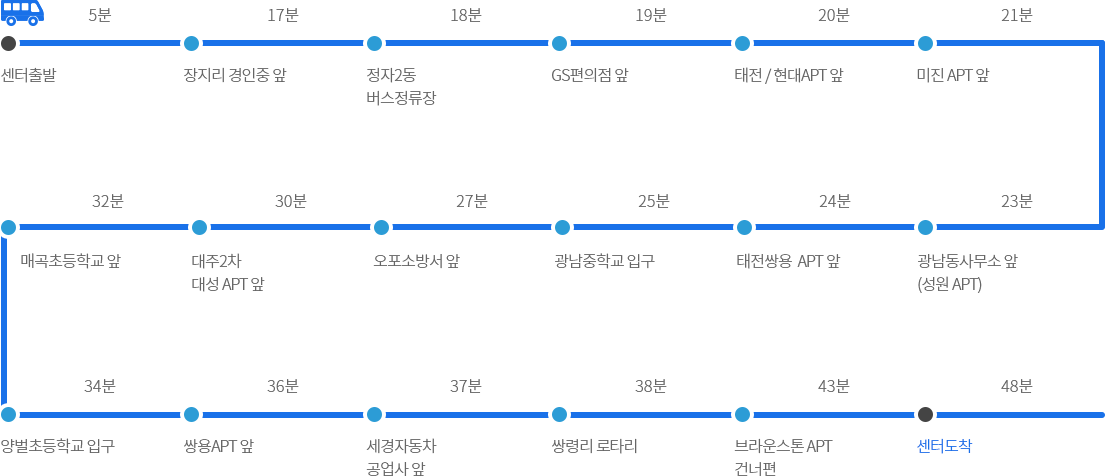 5분 17분 18분 19분 20분 21분
센터출발 장지리 경인중 앞 정자2동 GS편의점 앞 태전 / 현대APT 앞 미진 APT 앞
버스정류장
32분 30분 27분 25분 24분 23분
매곡초등학교 앞 대주2차 오포소방서 앞 광남중학교 입구 태전쌍용 APT 앞 광남동사무소 앞
대성 APT 앞 (성원 APT)
34분 36분 37분 38분 43분 48분
양벌초등학교 입구 쌍용APT 앞 세경자동차 쌍령리 로타리 브라운스톤 APT 센터도착
공업사 앞 건너편